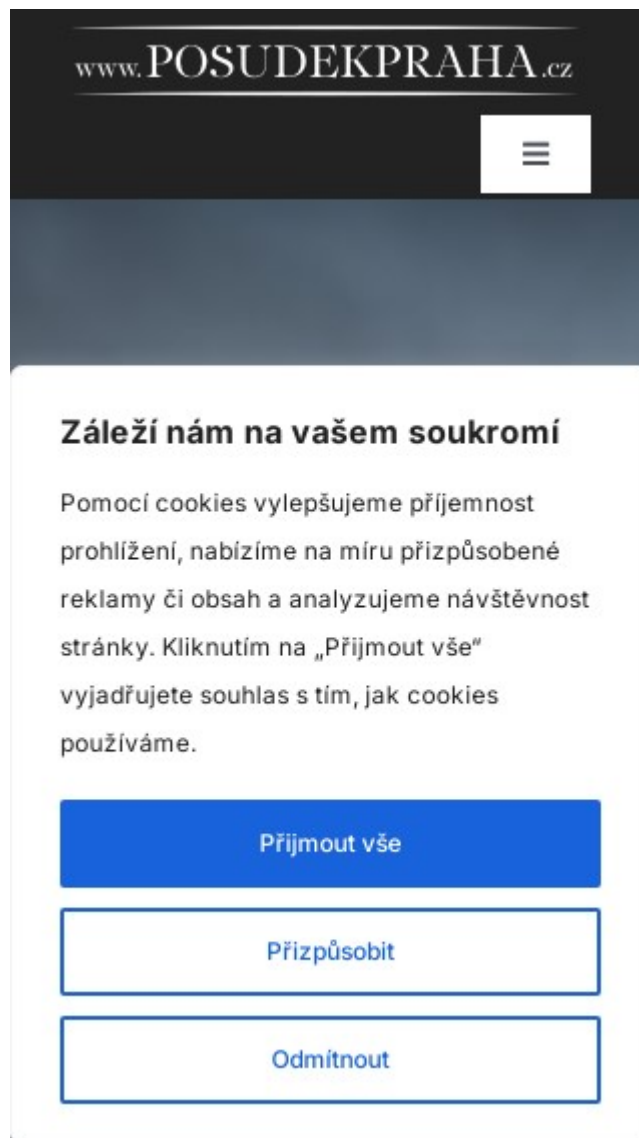 www.POSUDEKPRAHA.cz
Záleží nám na vašem soukromí
Pomocí cookies vylepšujeme příjemnost
prohlížení, nabízíme na míru přizpůsobené
reklamy či obsah a analyzujeme návštěvnost
stránky. Kliknutím na „Přijmout vše“
vyjadřujete souhlas s tím, jak cookies
používáme.
Přijmout vše
Přizpůsobit
Odmítnout